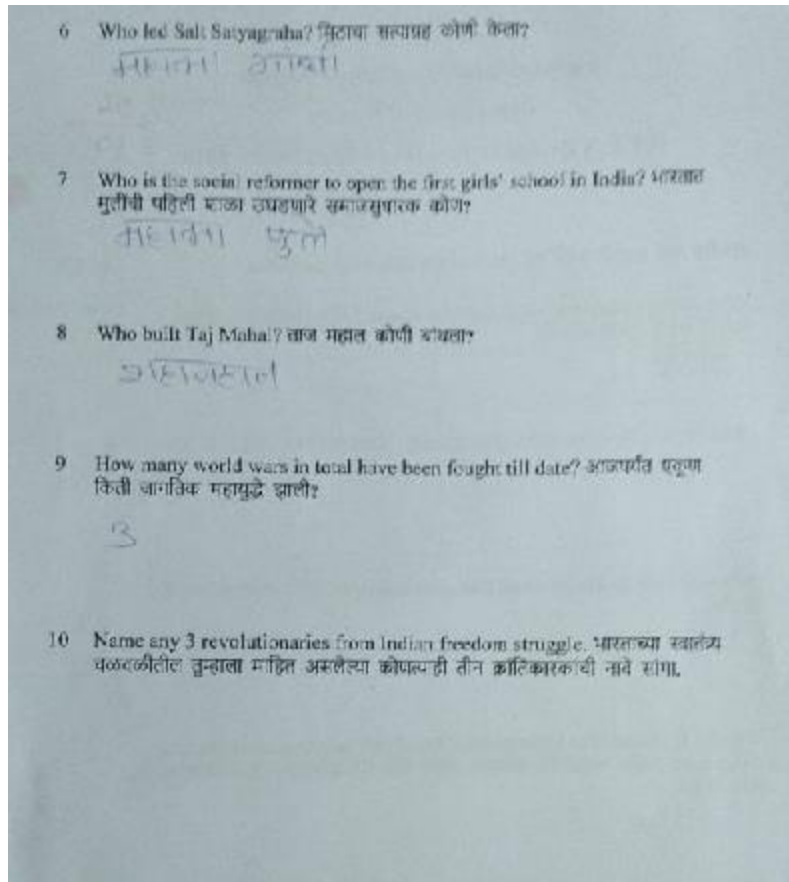 6 Who led Salt Satyagraha? मिठाचा सत्याग्रह कोणी केला?
महात्मा गांधी
7 Who is the social reformer to open the first girls' school in India? भारतात
मुलींची पहिली शाळा उघडणारे समाजसुधारक कोण?
महात्मा फुले
8 Who built Taj Mahal? ताज महाल कोणी बांधला?
शहाजहान
9 How many world wars in total have been fought till date? आजपर्यंत एकूण
किती जागतिक महायुद्धे झाली?
3
10 Name any 3 revolutionaries from Indian freedom struggle. भारताच्या स्वातंत्र्य
चळवळीतील तुम्हाला माहित असलेल्या कोणत्याही तीन क्रांतिकारकांची नावे सांगा.